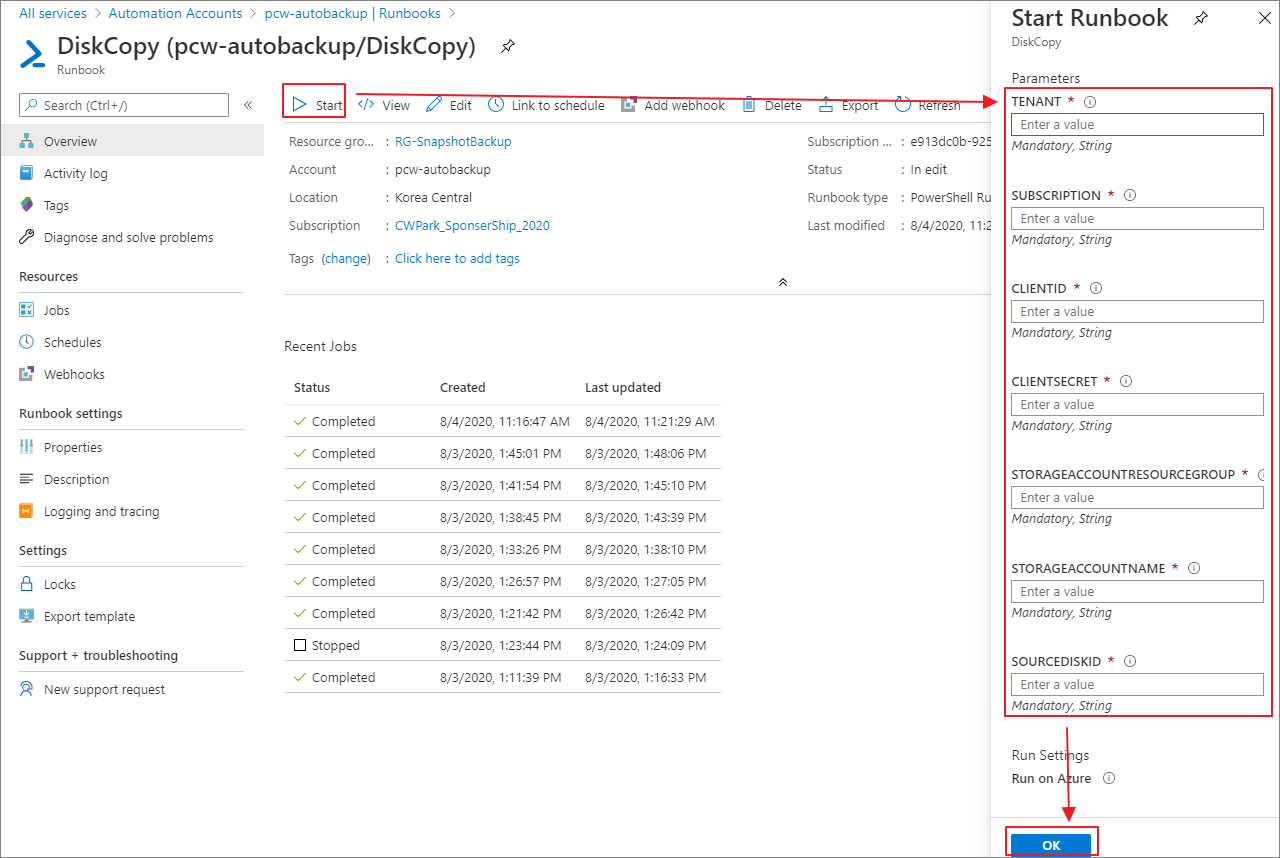 All services > Automation Accounts > pcw-autobackup | Runbooks >
DiskCopy (pcw-autobackup/DiskCopy)
Runbook
Search (Ctrl+/)
«
Overview
Activity log
Tags
Diagnose and solve problems
Resources
Jobs
Schedules
Webhooks
Runbook settings
Properties
Description
Logging and tracing
Settings
Locks
Export template
Support + troubleshooting
New support request
Start View Edit Link to schedule Add webhook Delete Export Refresh
Resource gro... : RG-SnapshotBackup
Account : pcw-autobackup
Location : Korea Central
Subscription : CWPark_SponserShip_2020
Tags (change) : Click here to add tags
Subscription ... : e913dc0b-925
Status : In edit
Runbook type : PowerShell Ru
Last modified : 8/4/2020, 11:2
Recent Jobs
Status Created Last updated
Completed 8/4/2020, 11:16:47 AM 8/4/2020, 11:21:29 AM
Completed 8/3/2020, 1:45:01 PM 8/3/2020, 1:48:06 PM
Completed 8/3/2020, 1:41:54 PM 8/3/2020, 1:45:10 PM
Completed 8/3/2020, 1:38:45 PM 8/3/2020, 1:43:39 PM
Completed 8/3/2020, 1:33:26 PM 8/3/2020, 1:38:10 PM
Completed 8/3/2020, 1:26:57 PM 8/3/2020, 1:27:05 PM
Completed 8/3/2020, 1:21:42 PM 8/3/2020, 1:26:42 PM
Stopped 8/3/2020, 1:23:44 PM 8/3/2020, 1:24:09 PM
Completed 8/3/2020, 1:11:39 PM 8/3/2020, 1:16:33 PM
Start Runbook
DiskCopy
Parameters
TENANT *
Enter a value
Mandatory, String
SUBSCRIPTION *
Enter a value
Mandatory, String
CLIENTID *
Enter a value
Mandatory, String
CLIENTSECRET *
Enter a value
Mandatory, String
STORAGEACCOUNTRESOURCEGROUP *
Enter a value
Mandatory, String
STORAGEACCOUNTNAME *
Enter a value
Mandatory, String
SOURCEDISKID *
Enter a value
Mandatory, String
Run Settings
Run on Azure
OK